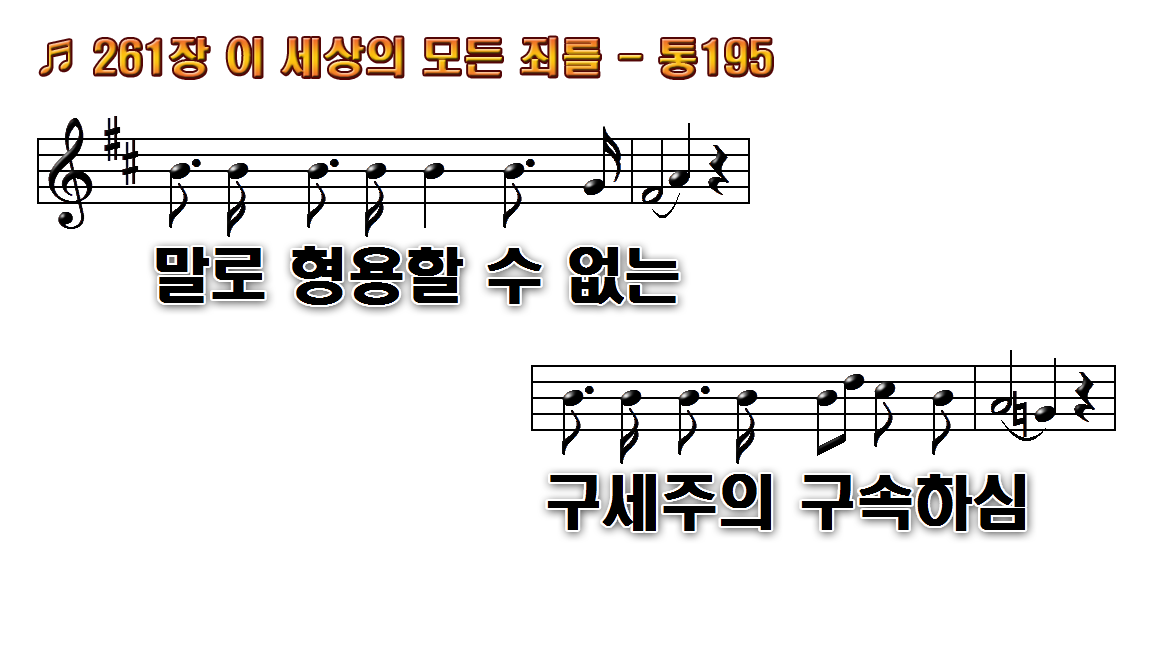 ♬ 261장 이 세상의 모든 죄를 - 통195
말로 형용할 수 없는
구세주의 구속하심